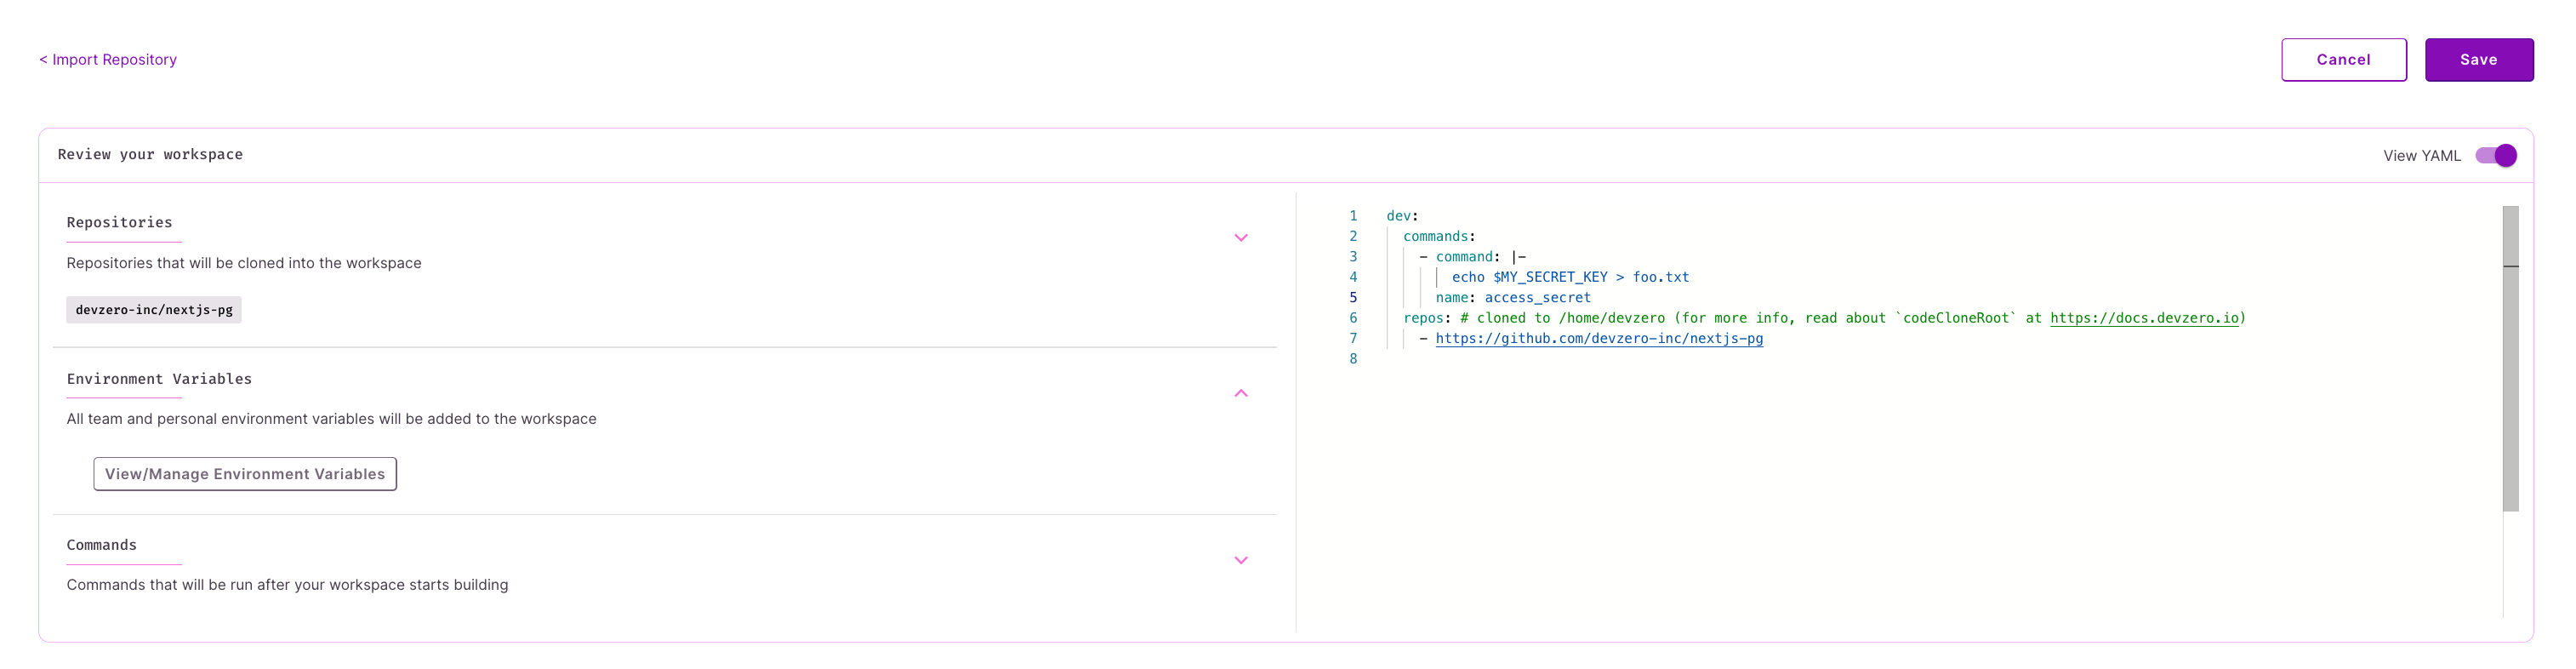 < Import Repository
Cancel
Save
Review your workspace
View YAML
Repositories
Repositories that will be cloned into the workspace
devzero-inc/nextjs-pg
Environment Variables
All team and personal environment variables will be added to the workspace
View/Manage Environment Variables
Commands
Commands that will be run after your workspace starts building
1 dev:
2 commands:
3 - command: |-
4 echo $MY_SECRET_KEY > foo.txt
5 name: access_secret
6 repos: # cloned to /home/devzero (for more info, read about `codeCloneRoot` at https://docs.devzero.io)
7 - https://github.com/devzero-inc/nextjs-pg
8